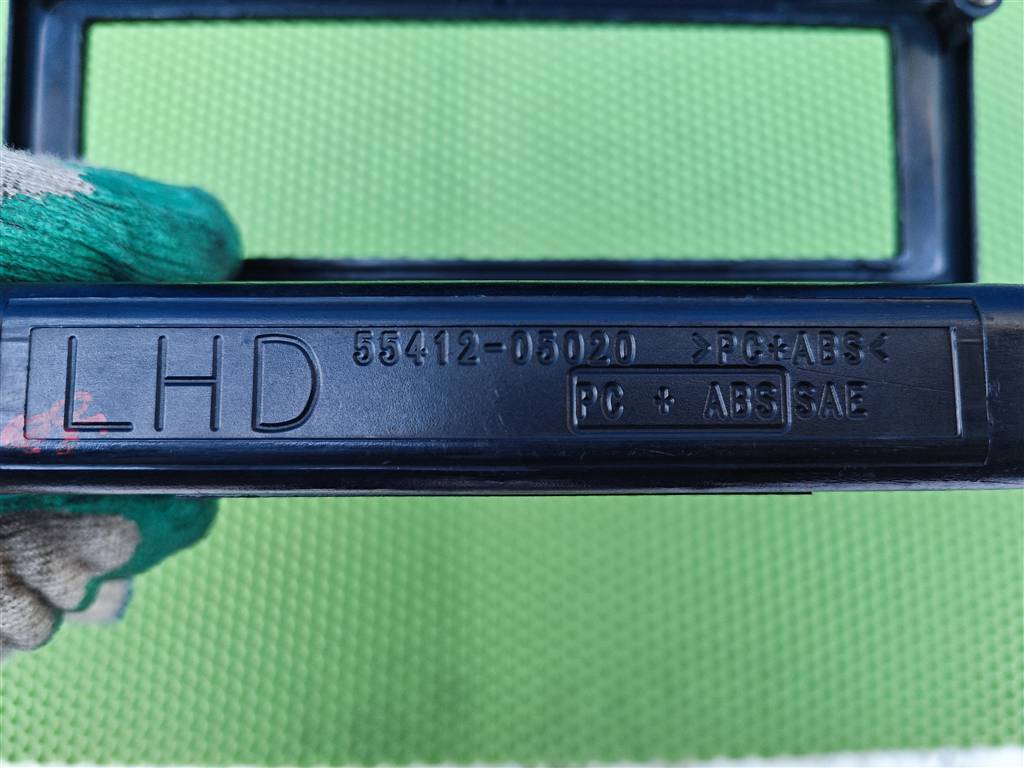 LHD 55412-05020 >PC+ABS<
PC + ABS SAE